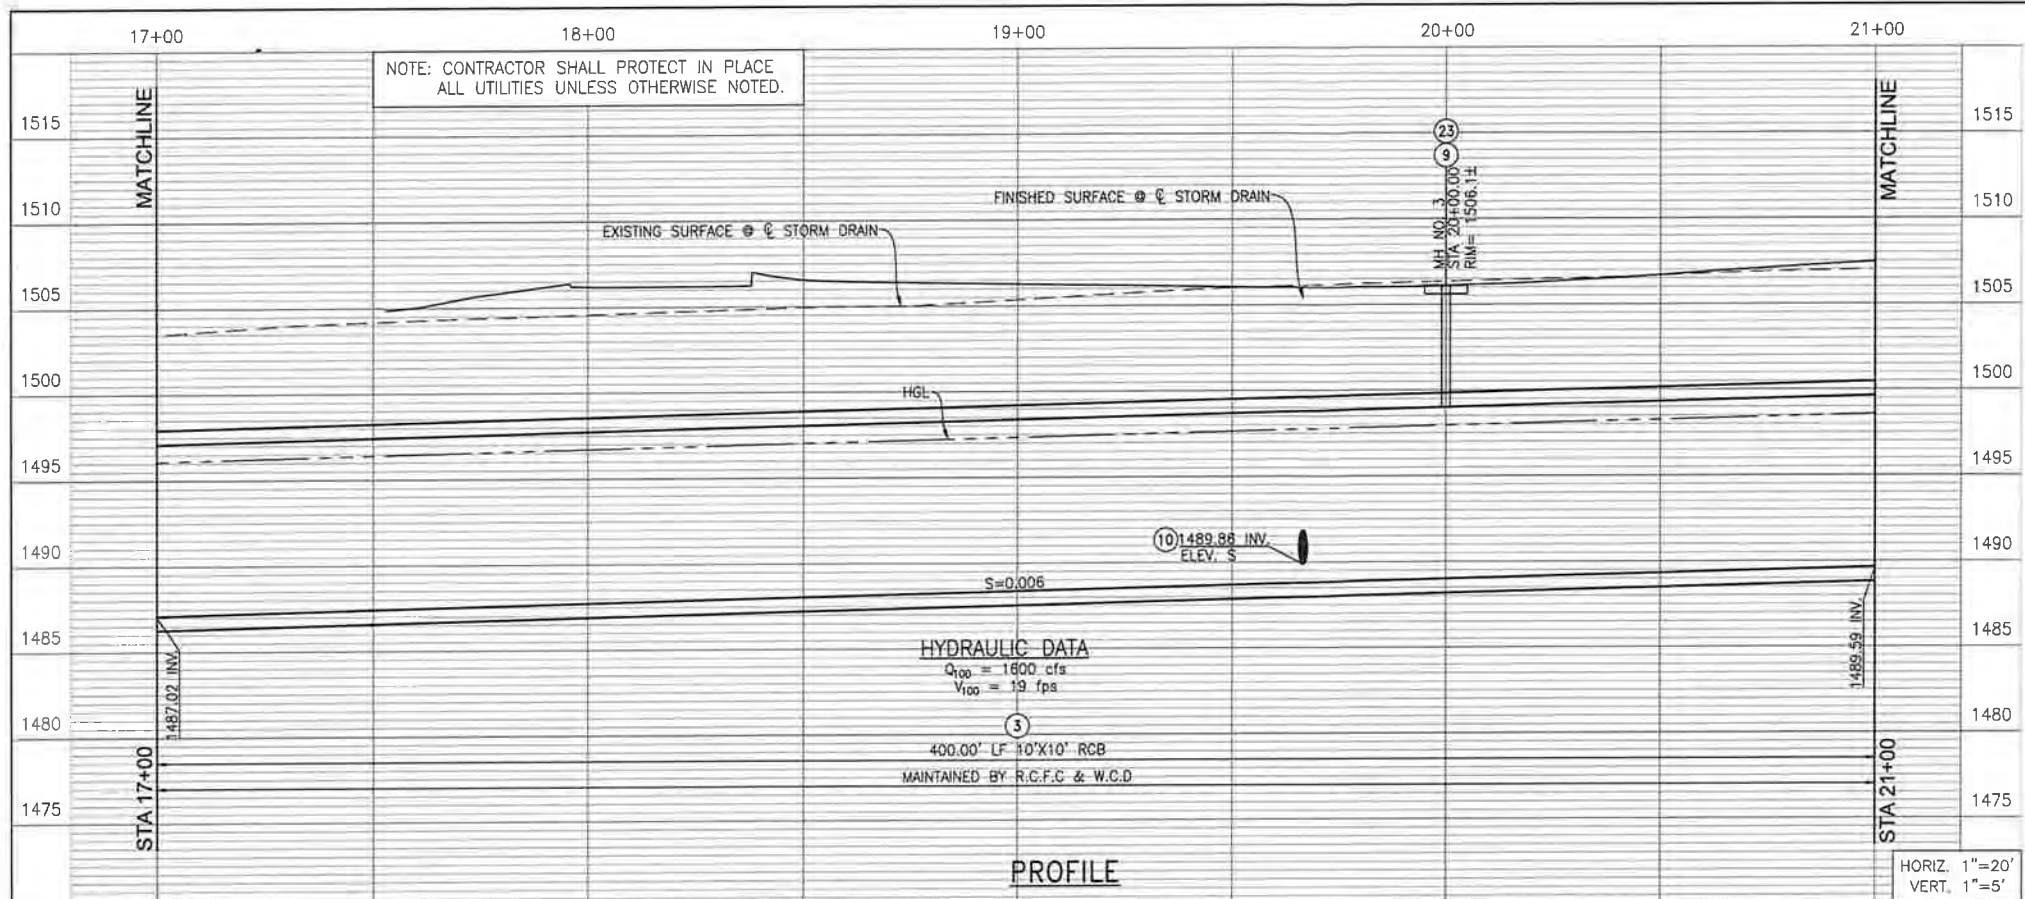 17+00 18+00 19+00 20+00 21+00
NOTE: CONTRACTOR SHALL PROTECT IN PLACE
ALL UTILITIES UNLESS OTHERWISE NOTED.
MATCHLINE
MATCHLINE
1515 1515
23
9
MH NO. 3
STA 20+00.00
RIM= 1506.1±
FINISHED SURFACE @ ℄ STORM DRAIN
1510 1510
EXISTING SURFACE @ ℄ STORM DRAIN
1505 1505
1500 1500
HGL
1495 1495
10 1489.86 INV.
ELEV. S
1490 1490
S=0.006
1485 1485
1487.02 INV.
1489.59 INV.
HYDRAULIC DATA
Q100 = 1600 cfs
V100 = 19 fps
1480 1480
3
400.00' LF 10'X10' RCB
MAINTAINED BY R.C.F.C & W.C.D
STA 17+00
STA 21+00
1475 1475
PROFILE
HORIZ. 1"=20'
VERT. 1"=5'